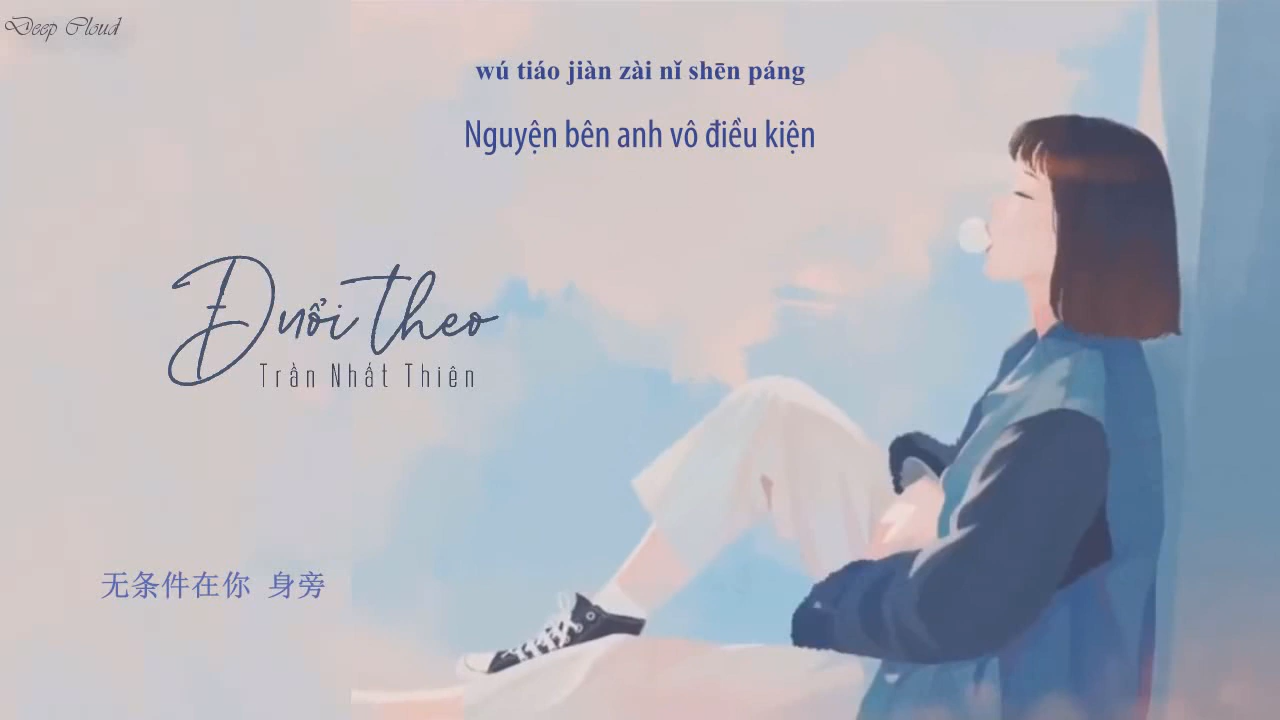 Deep Cloud
wú tiáo jiàn zài nǐ shēn páng
Nguyện bên anh vô điều kiện
Đuổi theo
Trần Nhất Thiên
无条件在你 身旁